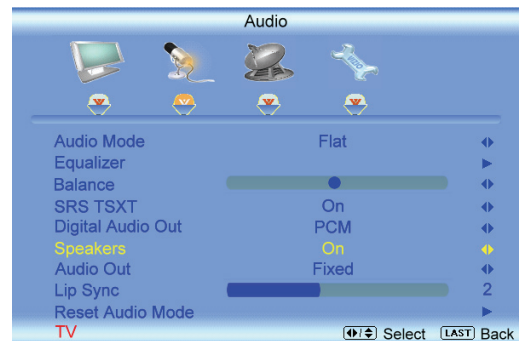 Audio
Audio Mode Flat
Equalizer
Balance
SRS TSXT On
Digital Audio Out PCM
Speakers On
Audio Out Fixed
Lip Sync 2
Reset Audio Mode
TV Select LAST Back